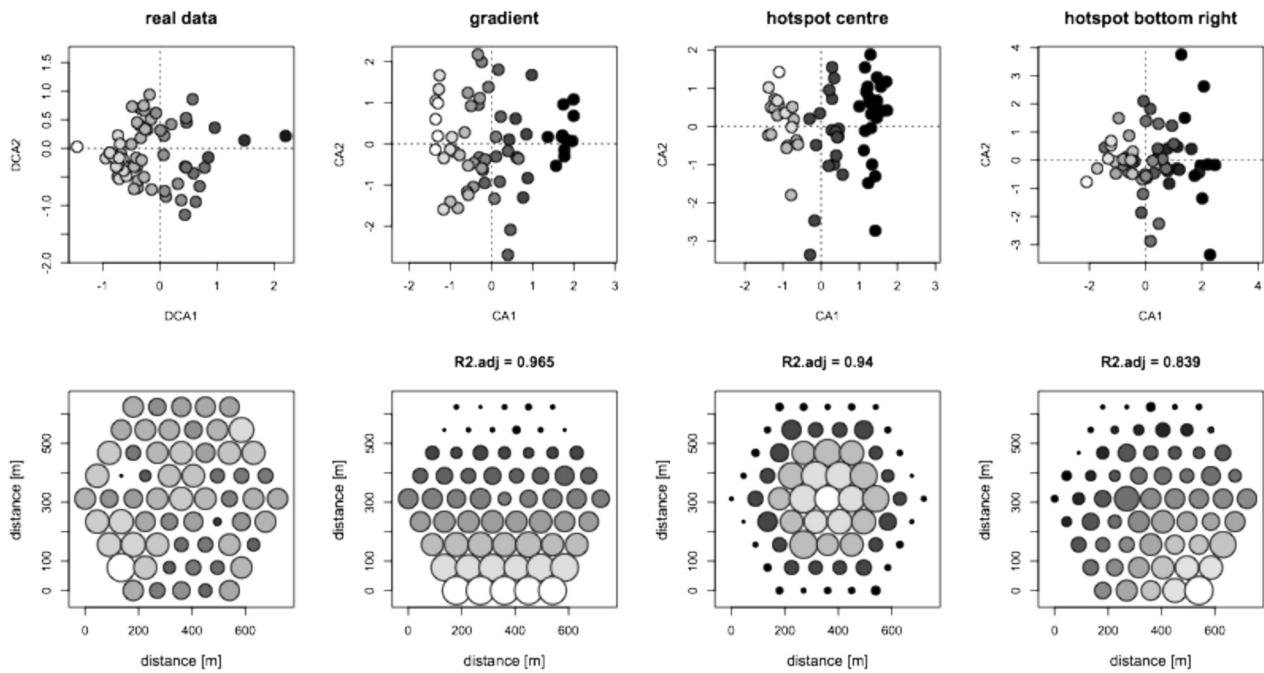 real data
gradient
hotspot centre
hotspot bottom right
DCA2
1.5
1.0
0.5
0.0
-1.0
-2.0
-1 0 1 2
DCA1
CA2
2
1
0
-1
-2
-2 -1 0 1 2 3
CA1
CA2
2
1
0
-1
-2
-3
-2 -1 0 1 2 3
CA1
CA2
4
3
2
1
0
-1
-3
-2 0 1 2 3 4
CA1
R2.adj = 0.965
R2.adj = 0.94
R2.adj = 0.839
distance [m]
500
300
100
0
0 200 400 600
distance [m]
distance [m]
500
300
100
0
0 200 400 600
distance [m]
distance [m]
500
300
100
0
0 200 400 600
distance [m]
distance [m]
500
300
100
0
0 200 400 600
distance [m]